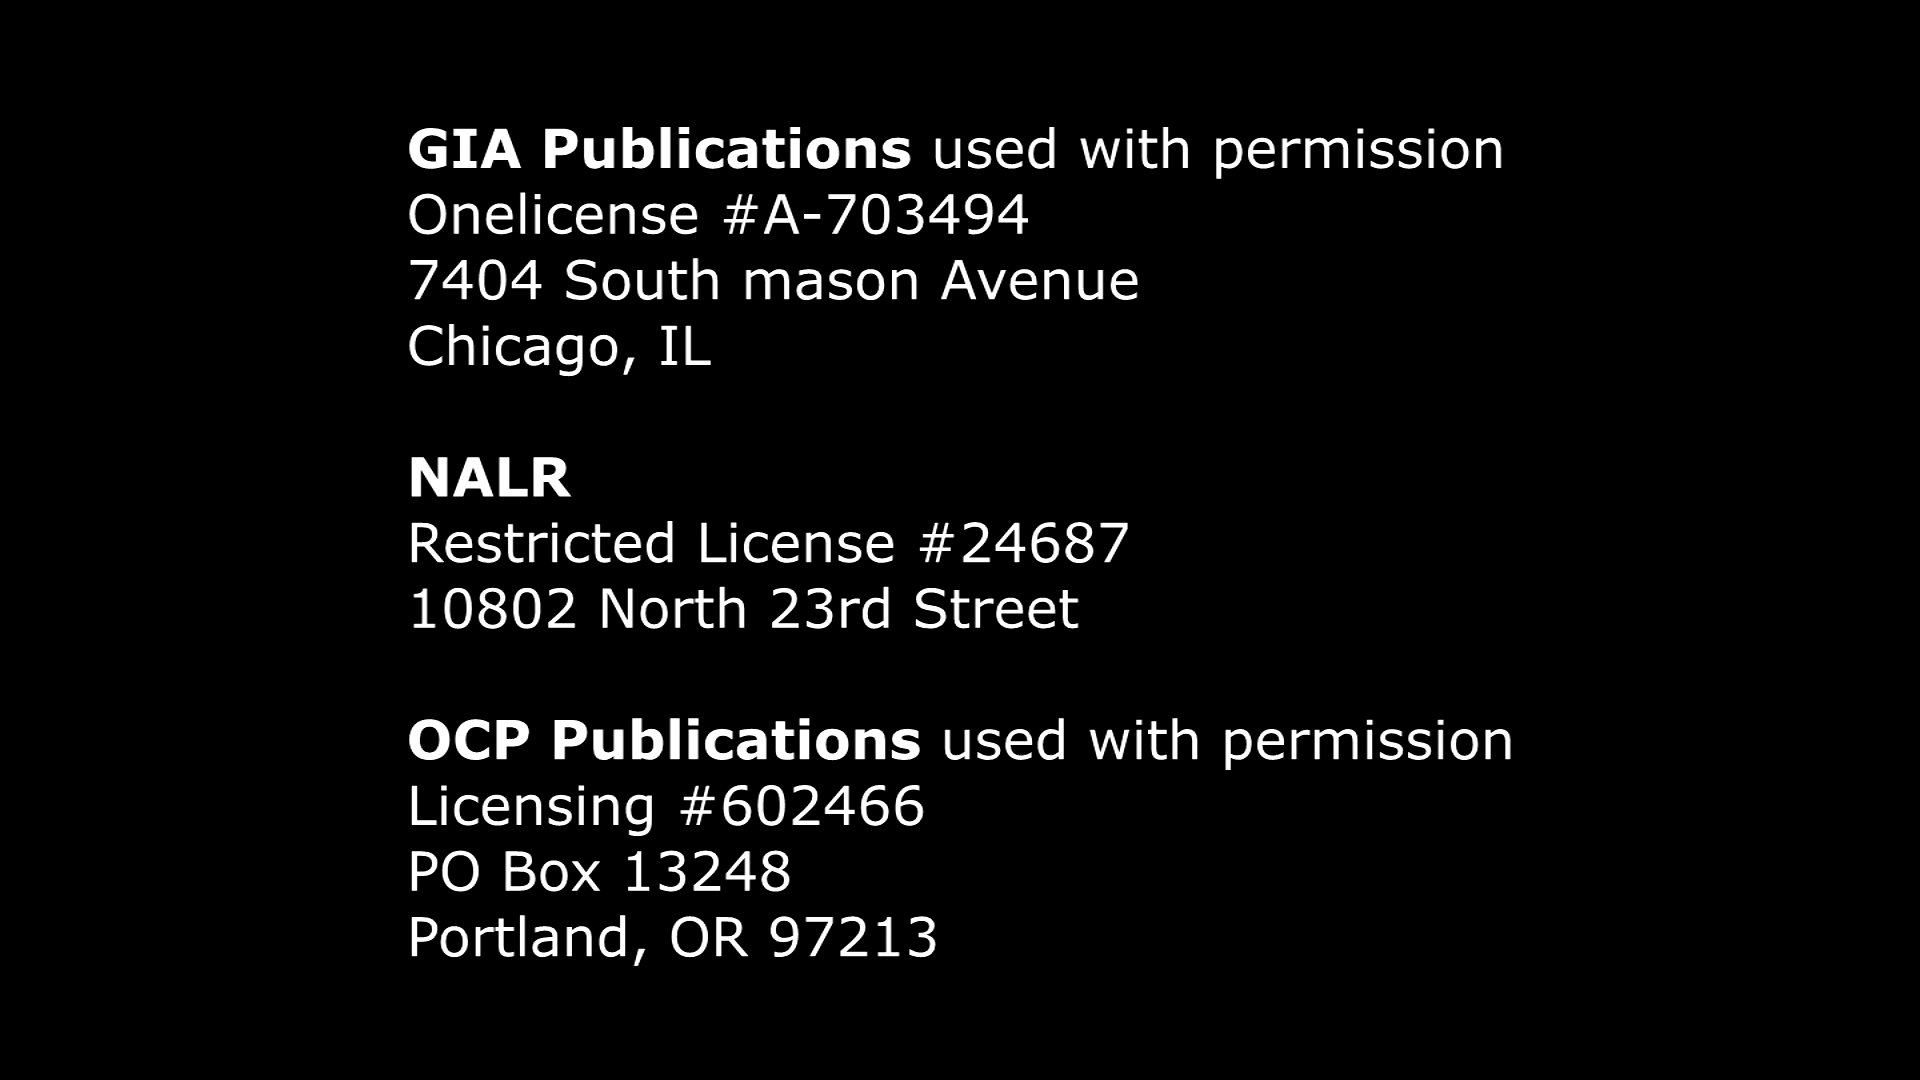 GIA Publications used with permission
Onelicense #A-703494
7404 South mason Avenue
Chicago, IL
NALR
Restricted License #24687
10802 North 23rd Street
OCP Publications used with permission
Licensing #602466
PO Box 13248
Portland, OR 97213